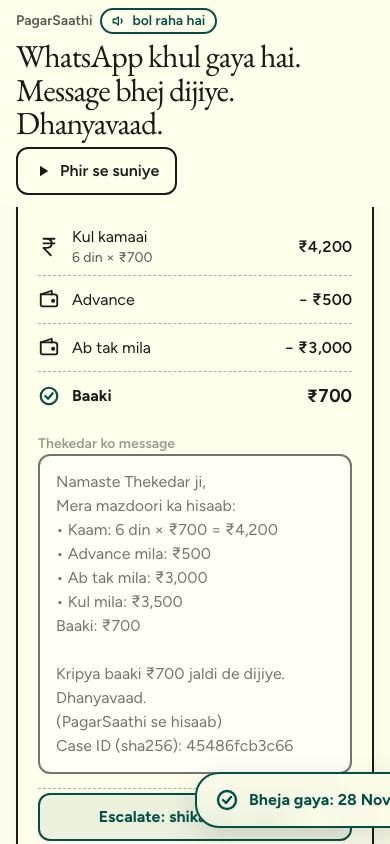 PagarSaathi bol raha hai
WhatsApp khul gaya hai.
Message bhej dijiye.
Dhanyavaad.
Phir se suniye
Kul kamaai ₹4,200
6 din × ₹700
Advance − ₹500
Ab tak mila − ₹3,000
Baaki ₹700
Thekedar ko message
Namaste Thekedar ji,
Mera mazdoori ka hisaab:
• Kaam: 6 din × ₹700 = ₹4,200
• Advance mila: ₹500
• Ab tak mila: ₹3,000
• Kul mila: ₹3,500
Baaki: ₹700
Kripya baaki ₹700 jaldi de dijiye.
Dhanyavaad.
(PagarSaathi se hisaab)
Case ID (sha256): 45486fcb3c66
Bheja gaya: 28 Nov
Escalate: